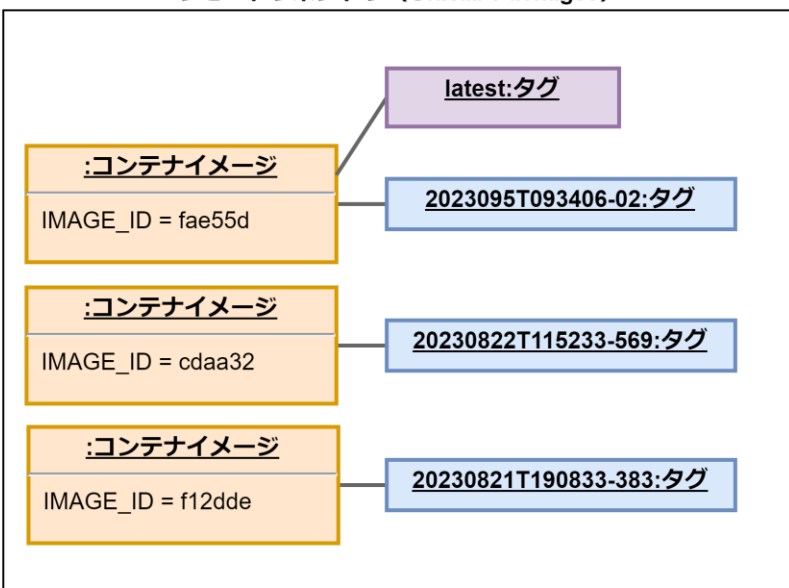 latest:タグ
:コンテナイメージ
IMAGE_ID = fae55d
2023095T093406-02:タグ
:コンテナイメージ
IMAGE_ID = cdaa32
20230822T115233-569:タグ
:コンテナイメージ
IMAGE_ID = f12dde
20230821T190833-383:タグ